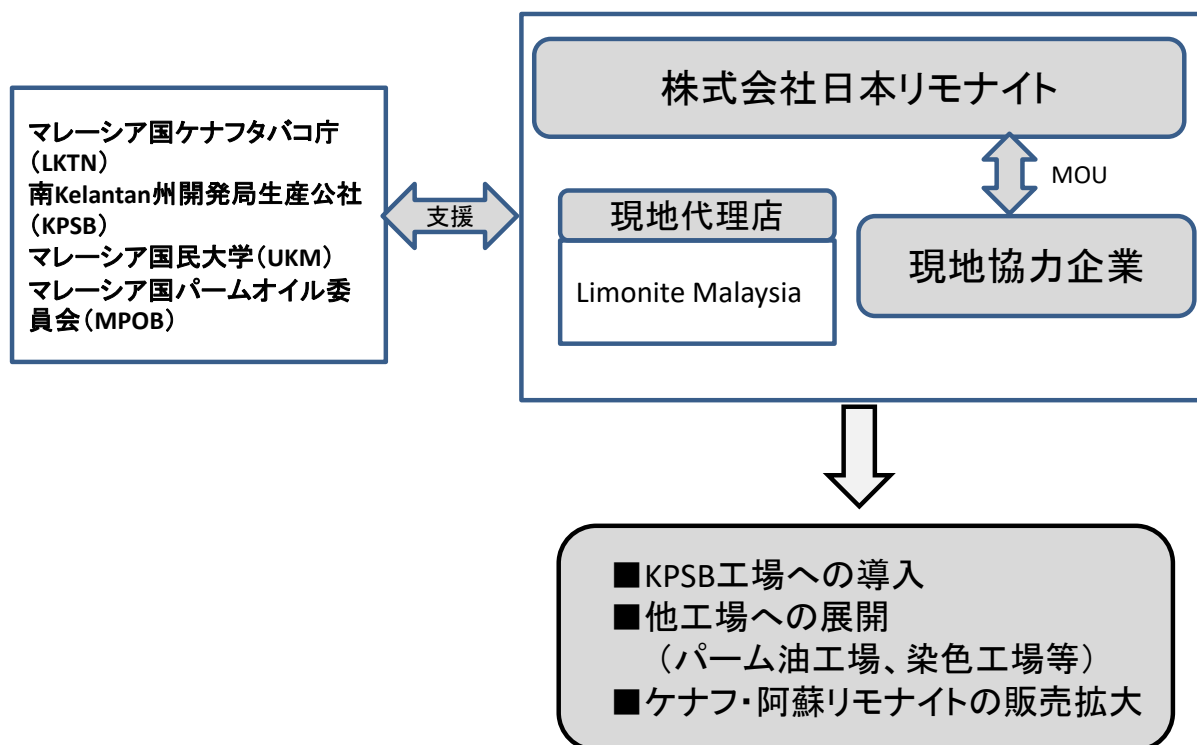 株式会社日本リモナイト
マレーシア国ケナフタバコ庁
（LKTN）
南Kelantan州開発局生産公社
（KPSB）
マレーシア国民大学（UKM）
マレーシア国パームオイル委
員会（MPOB）
支援
MOU
現地代理店
Limonite Malaysia
現地協力企業
■KPSB工場への導入
■他工場への展開
（パーム油工場、染色工場等）
■ケナフ・阿蘇リモナイトの販売拡大